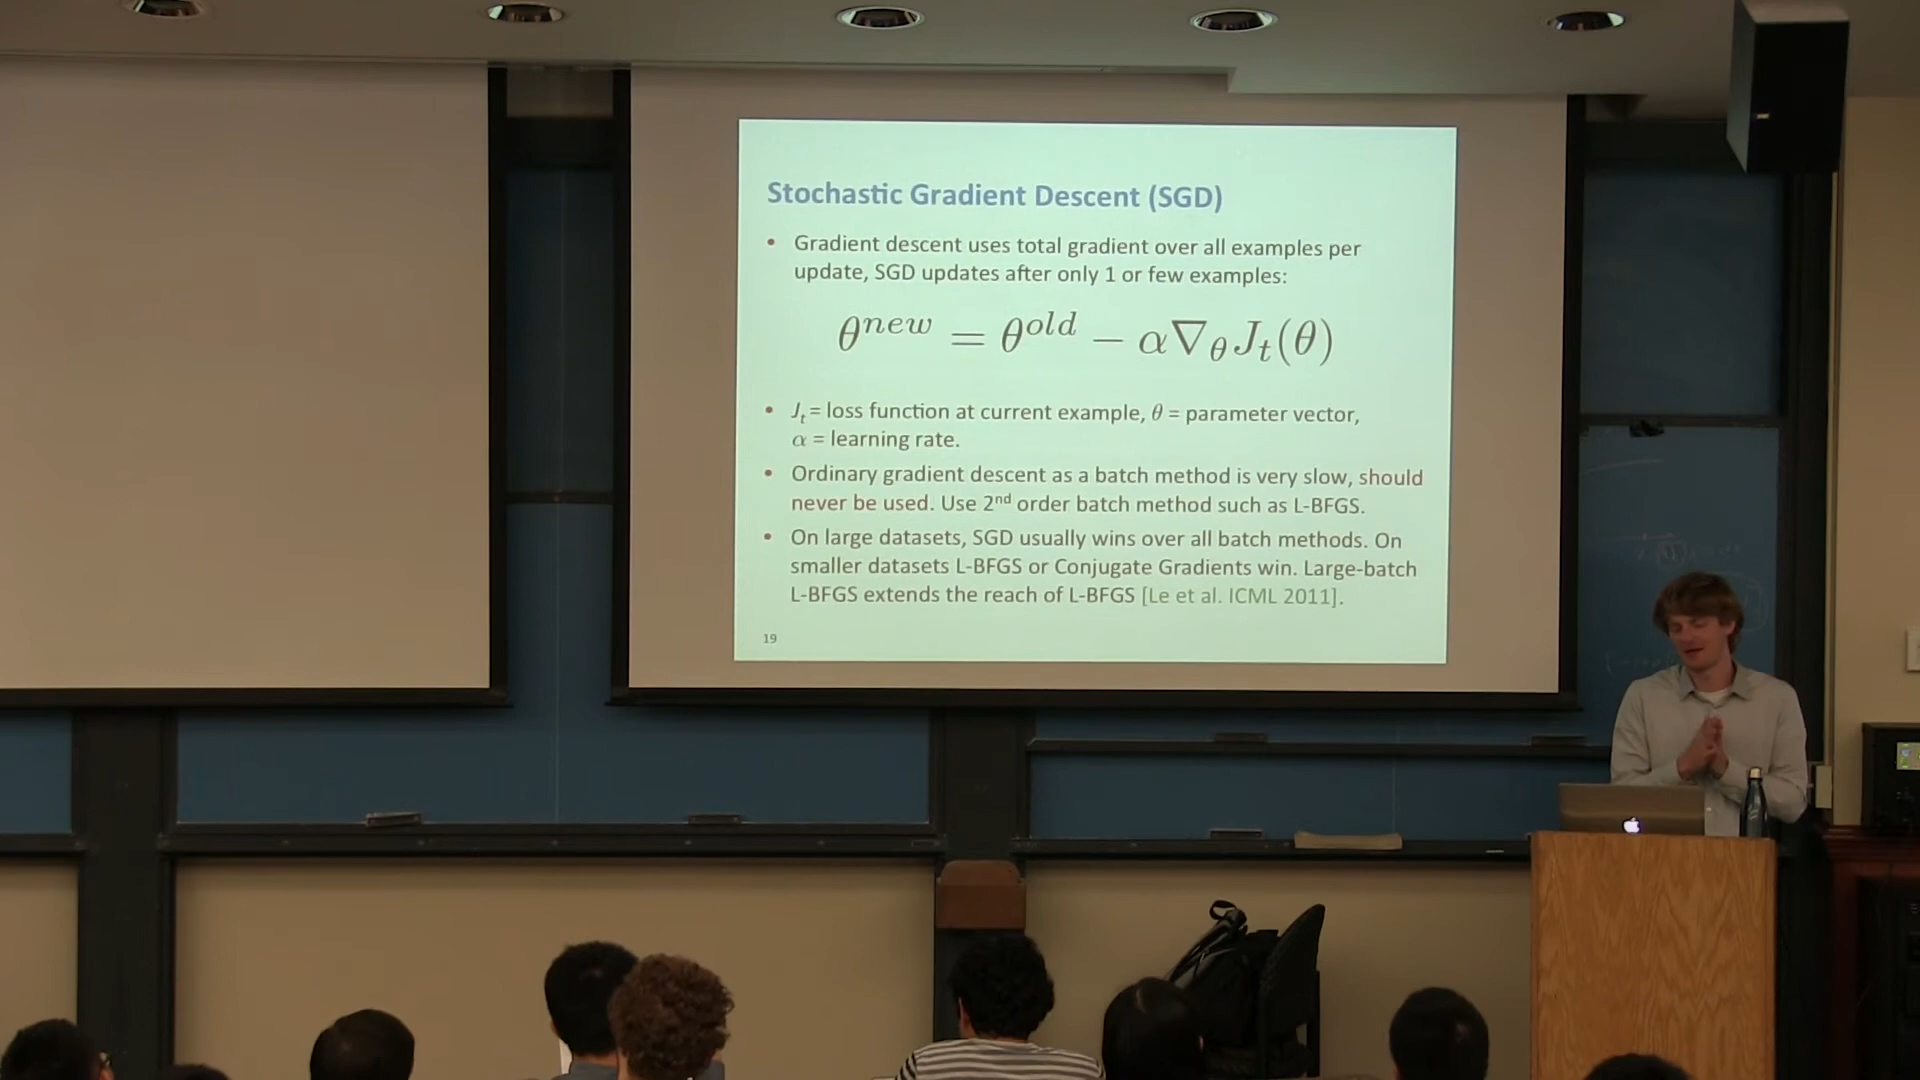 Stochastic Gradient Descent (SGD)
• Gradient descent uses total gradient over all examples per
update, SGD updates after only 1 or few examples:
θ^{new} = θ^{old} − α∇_θ J_t(θ)
• J_t = loss function at current example, θ = parameter vector,
α = learning rate.
• Ordinary gradient descent as a batch method is very slow, should
never be used. Use 2nd order batch method such as L-BFGS.
• On large datasets, SGD usually wins over all batch methods. On
smaller datasets L-BFGS or Conjugate Gradients win. Large-batch
L-BFGS extends the reach of L-BFGS [Le et al. ICML 2011].
19